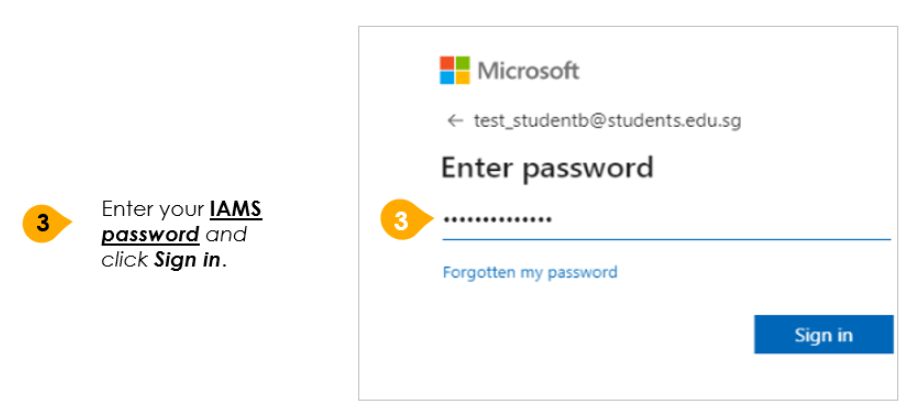 3
Enter your IAMS
password and
click Sign in.
Microsoft
← test_studentb@students.edu.sg
Enter password
3
••••••••••••••
Forgotten my password
Sign in